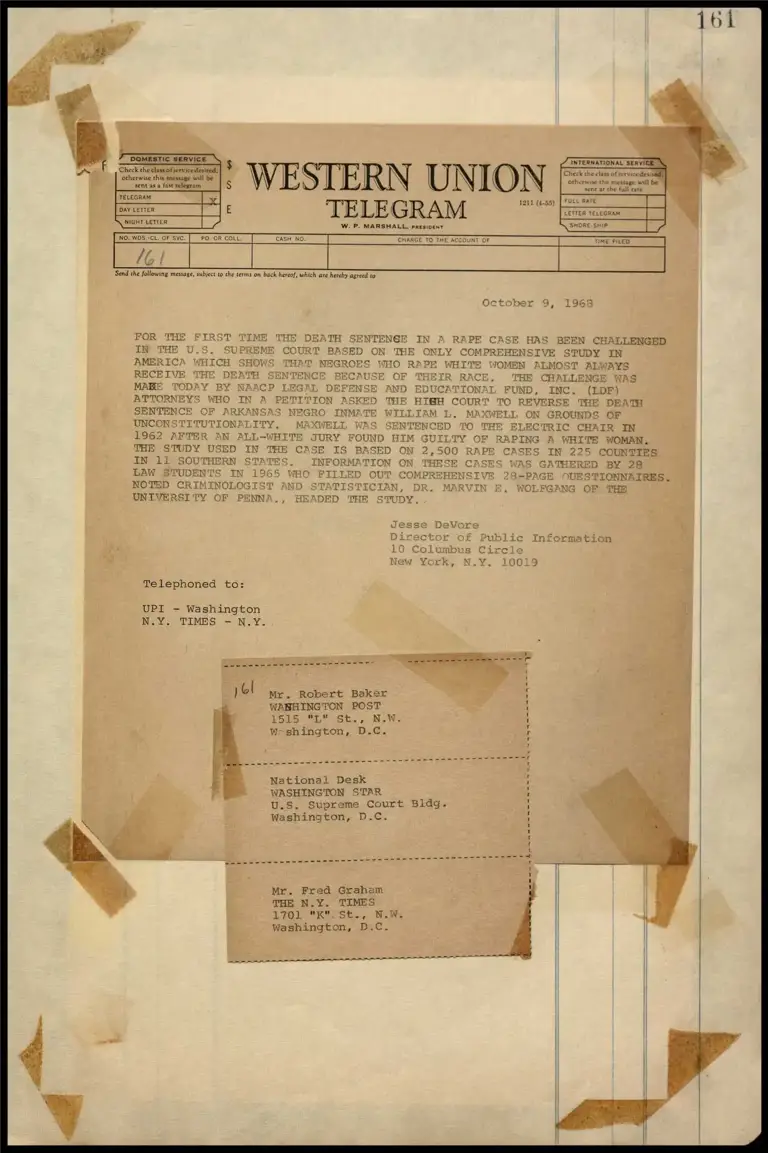 161
DOMESTIC SERVICE
Check the class of service desired;
otherwise this message will be
sent as a fast telegram
TELEGRAM X
DAY LETTER
NIGHT LETTER
$
S
E
WESTERN UNION
TELEGRAM
1211 (4-55)
W. P. MARSHALL, PRESIDENT
INTERNATIONAL SERVICE
Check the class of service desired;
otherwise the message will be
sent at the full rate
FULL RATE
LETTER TELEGRAM
SHORE-SHIP
NO. WDS.-CL. OF SVC. PD. OR COLL. CASH NO. CHARGE TO THE ACCOUNT OF TIME FILED
161
Send the following message, subject to the terms on back hereof, which are hereby agreed to
October 9, 1968
FOR THE FIRST TIME THE DEATH SENTENCE IN A RAPE CASE HAS BEEN CHALLENGED
IN THE U.S. SUPREME COURT BASED ON THE ONLY COMPREHENSIVE STUDY IN
AMERICA WHICH SHOWS THAT NEGROES WHO RAPE WHITE WOMEN ALMOST ALWAYS
RECEIVE THE DEATH SENTENCE BECAUSE OF THEIR RACE. THE CHALLENGE WAS
MADE TODAY BY NAACP LEGAL DEFENSE AND EDUCATIONAL FUND, INC. (LDF)
ATTORNEYS WHO IN A PETITION ASKED THE HIGH COURT TO REVERSE THE DEATH
SENTENCE OF ARKANSAS NEGRO INMATE WILLIAM L. MAXWELL ON GROUNDS OF
UNCONSTITUTIONALITY. MAXWELL WAS SENTENCED TO THE ELECTRIC CHAIR IN
1962 AFTER AN ALL-WHITE JURY FOUND HIM GUILTY OF RAPING A WHITE WOMAN.
THE STUDY USED IN THE CASE IS BASED ON 2,500 RAPE CASES IN 225 COUNTIES
IN 11 SOUTHERN STATES. INFORMATION ON THESE CASES WAS GATHERED BY 28
LAW STUDENTS IN 1965 WHO FILLED OUT COMPREHENSIVE 28-PAGE QUESTIONNAIRES.
NOTED CRIMINOLOGIST AND STATISTICIAN, DR. MARVIN E. WOLFGANG OF THE
UNIVERSITY OF PENNA., HEADED THE STUDY.
Jesse DeVore
Director of Public Information
10 Columbus Circle
New York, N.Y. 10019
Telephoned to:
UPI - Washington
N.Y. TIMES - N.Y.
161
Mr. Robert Baker
WASHINGTON POST
1515 "L" St., N.W.
W shington, D.C.
National Desk
WASHINGTON STAR
U.S. Supreme Court Bldg.
Washington, D.C.
Mr. Fred Graham
THE N.Y. TIMES
1701 "K" St., N.W.
Washington, D.C.